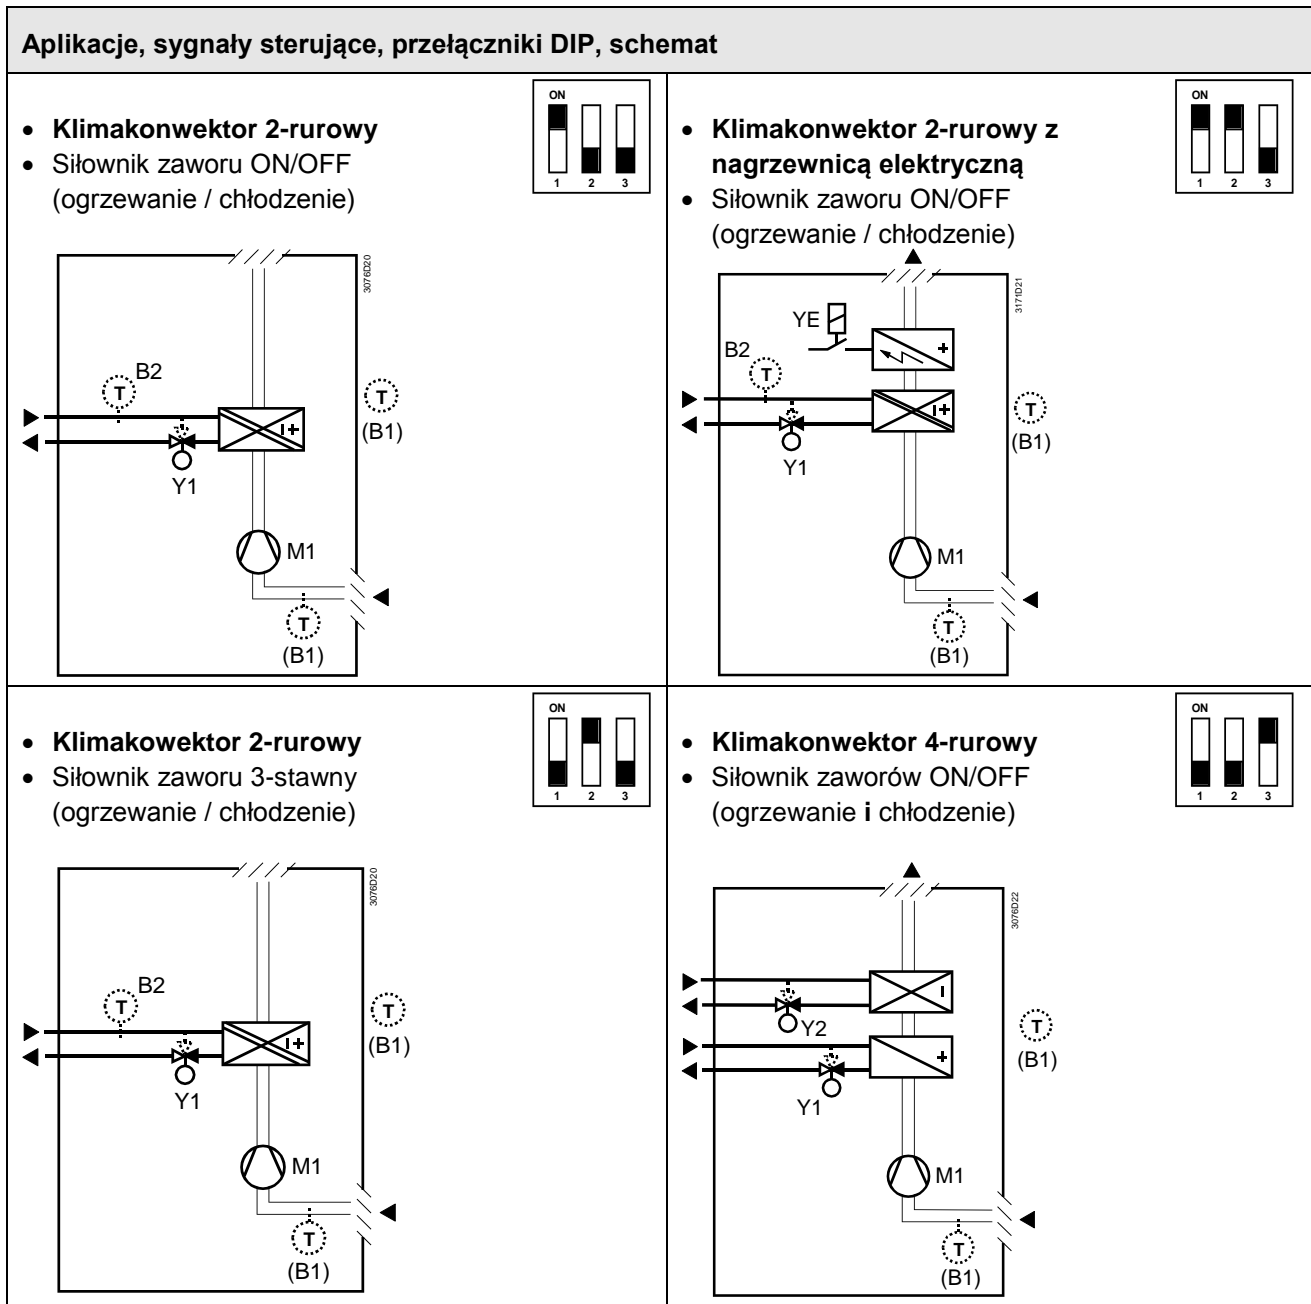 Aplikacje, sygnały sterujące, przełączniki DIP, schemat
• Klimakonwektor 2-rurowy
• Siłownik zaworu ON/OFF
(ogrzewanie / chłodzenie)
ON
1 2 3
3076D20
B2
T
T
(B1)
Y1
M1
T
(B1)
• Klimakonwektor 2-rurowy z
nagrzewnicą elektryczną
• Siłownik zaworu ON/OFF
(ogrzewanie / chłodzenie)
ON
1 2 3
3171D21
YE
+
B2
T
T
(B1)
Y1
M1
T
(B1)
• Klimakowektor 2-rurowy
• Siłownik zaworu 3-stawny
(ogrzewanie / chłodzenie)
ON
1 2 3
3076D20
B2
T
T
(B1)
Y1
M1
T
(B1)
• Klimakonwektor 4-rurowy
• Siłownik zaworów ON/OFF
(ogrzewanie i chłodzenie)
ON
1 2 3
3076D22
Y2
T
(B1)
+
Y1
M1
T
(B1)